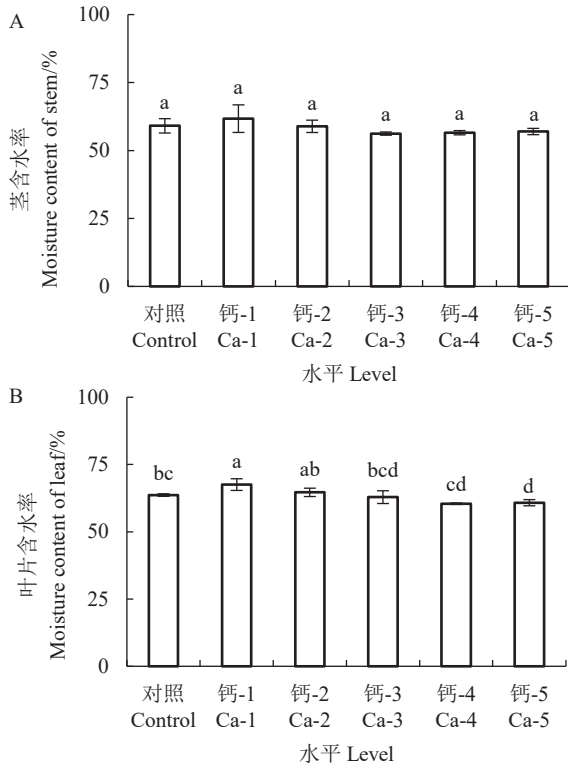 A
茎含水率
Moisture content of stem/%
100
75
50
25
0
a a a a a a
对照 钙-1 钙-2 钙-3 钙-4 钙-5
Control Ca-1 Ca-2 Ca-3 Ca-4 Ca-5
水平 Level
B
叶片含水率
Moisture content of leaf/%
100
75
50
25
0
bc a ab bcd cd d
对照 钙-1 钙-2 钙-3 钙-4 钙-5
Control Ca-1 Ca-2 Ca-3 Ca-4 Ca-5
水平 Level